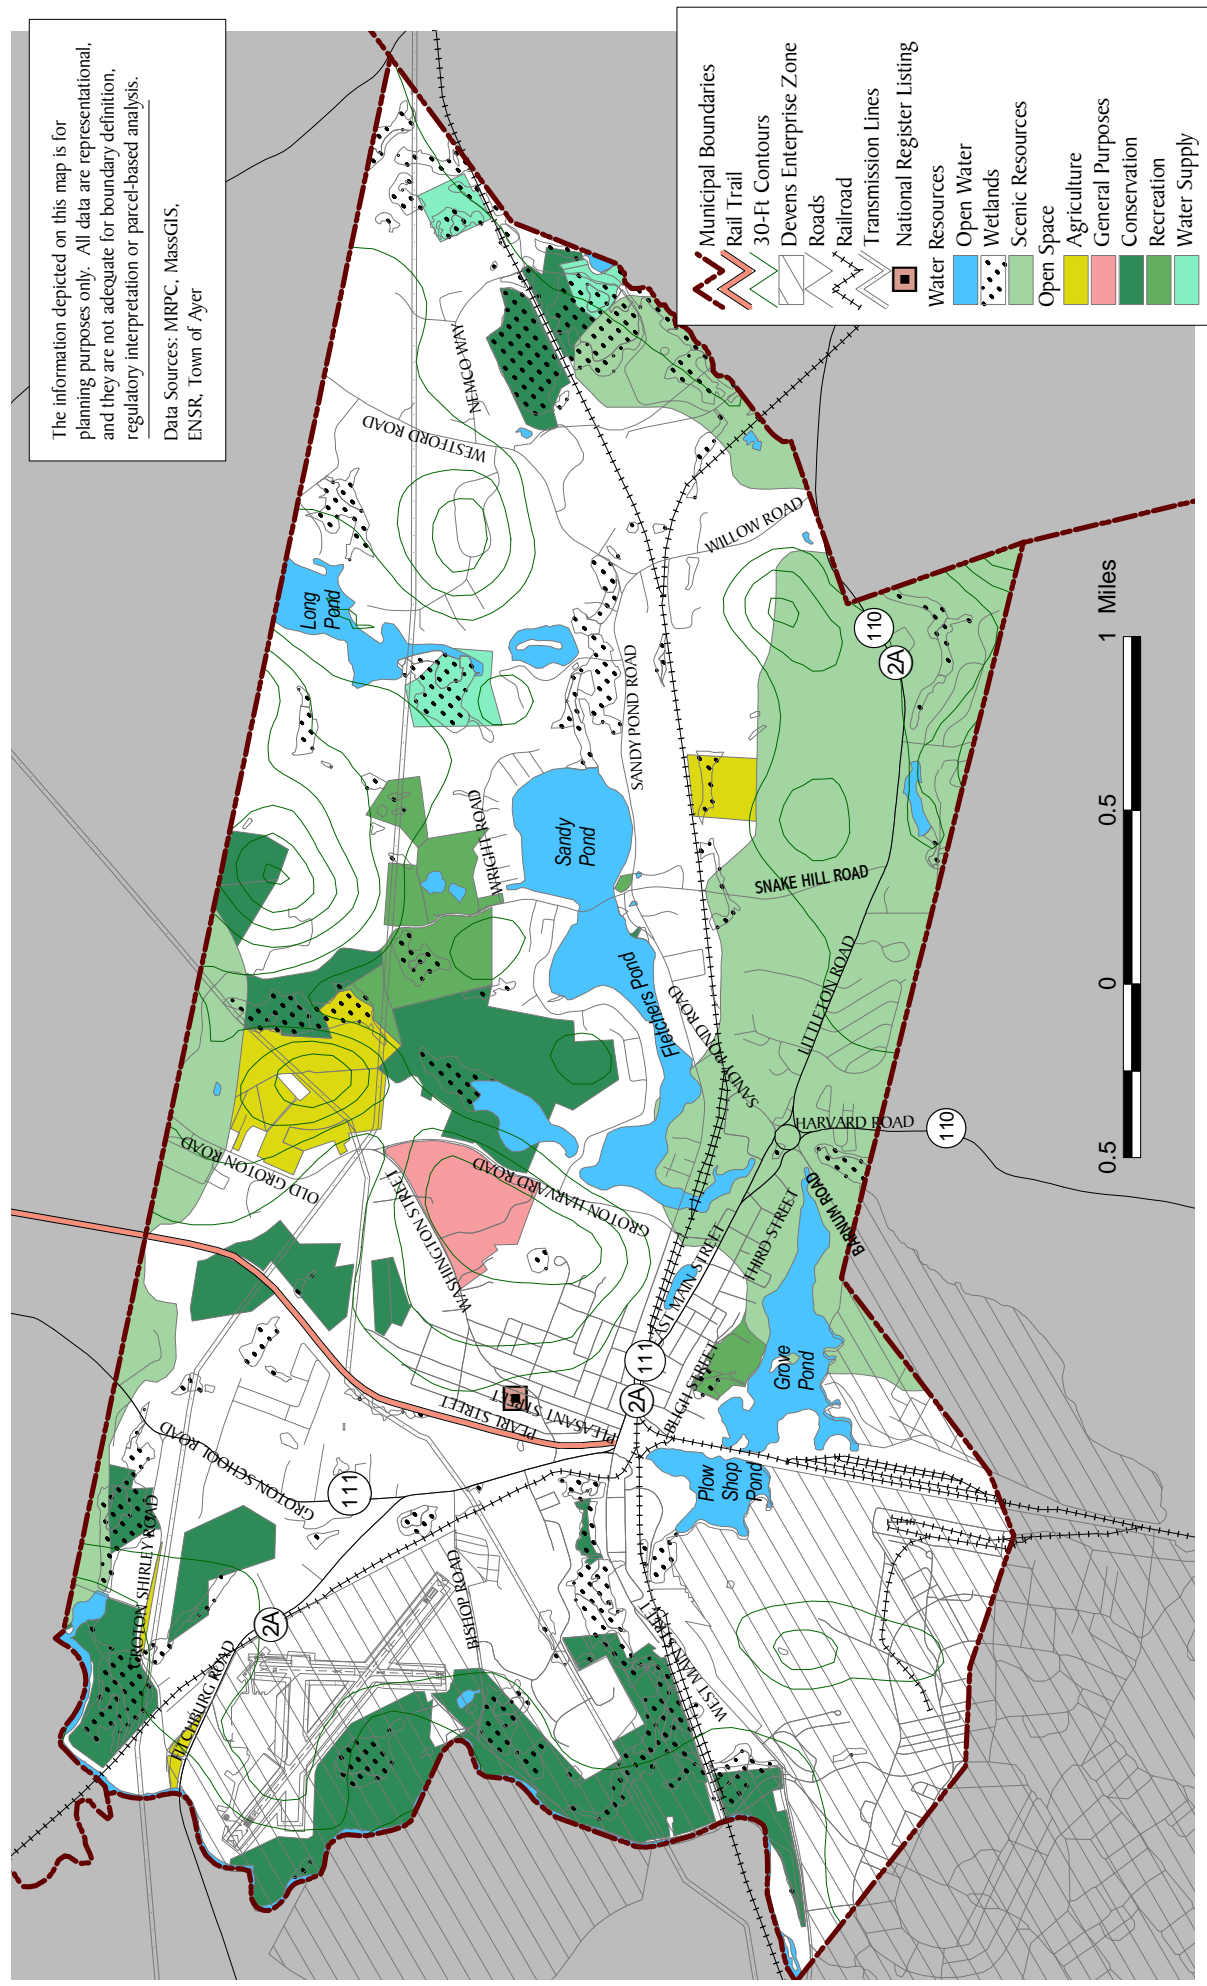 The information depicted on this map is for
planning purposes only. All data are representational,
and they are not adequate for boundary definition,
regulatory interpretation or parcel-based analysis.
Data Sources: MRPC, MassGIS,
ENSR, Town of Ayer
Municipal Boundaries
Rail Trail
30-Ft Contours
Devens Enterprise Zone
Roads
Railroad
Transmission Lines
National Register Listing
Water Resources
Open Water
Wetlands
Scenic Resources
Open Space
Agriculture
General Purposes
Conservation
Recreation
Water Supply
NEMCO WAY
WESTFORD ROAD
WILLOW ROAD
Long
Pond
SANDY POND ROAD
110
2A
WRIGHT ROAD
Sandy
Pond
SNAKE HILL ROAD
LITTLETON ROAD
Fletchers Pond
SANDY POND ROAD
HARVARD ROAD
110
OLD GROTON ROAD
WASHINGTON STREET
GROTON HARVARD ROAD
BARNUM ROAD
THIRD STREET
EAST MAIN STREET
111
2A
BLIGH STREET
Grove
Pond
PLEASANT STREET
PEARL STREET
Plow
Shop
Pond
GROTON SCHOOL ROAD
111
GROTON SHIRLEY ROAD
2A
FITCHBURG ROAD
BISHOP ROAD
WEST MAIN STREET
0.5
0
0.5
1 Miles